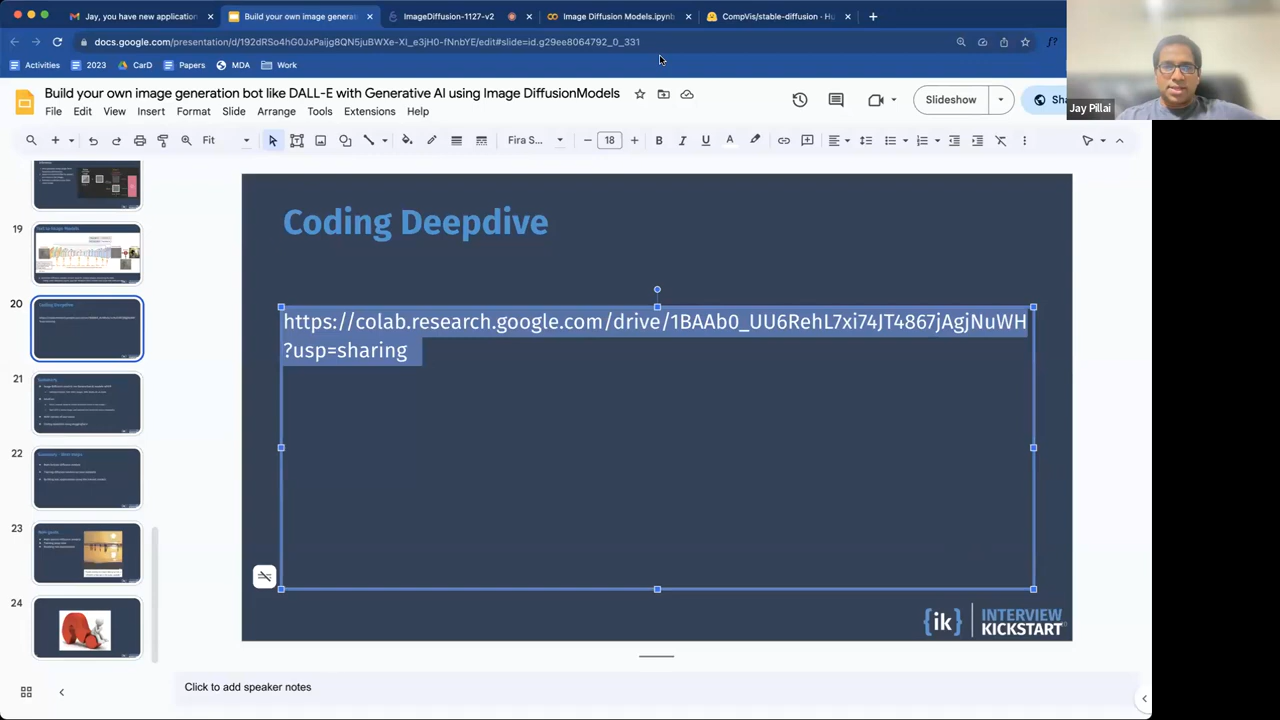 Jay, you have new application
Build your own image generati
ImageDiffusion-1127-v2
Image Diffusion Models.ipynb
CompVis/stable-diffusion - Hu
docs.google.com/presentation/d/192dRSo4hG0JxPaijg8QN5juBWXe-XI_e3jH0-fNnbYE/edit#slide=id.g29ee8064792_0_331
Activities
2023
CarD
Papers
MDA
Work
Build your own image generation bot like DALL-E with Generative AI using Image DiffusionModels
File Edit View Insert Format Slide Arrange Tools Extensions Help
Slideshow
Sha
Jay Pillai
Fit
Fira S...
18
19
20
21
22
23
24
Coding Deepdive
https://colab.research.google.com/drive/1BAAb0_UU6RehL7xi74JT4867jAgjNuWH
?usp=sharing
{ik}
INTERVIEW
KICKSTART
Click to add speaker notes